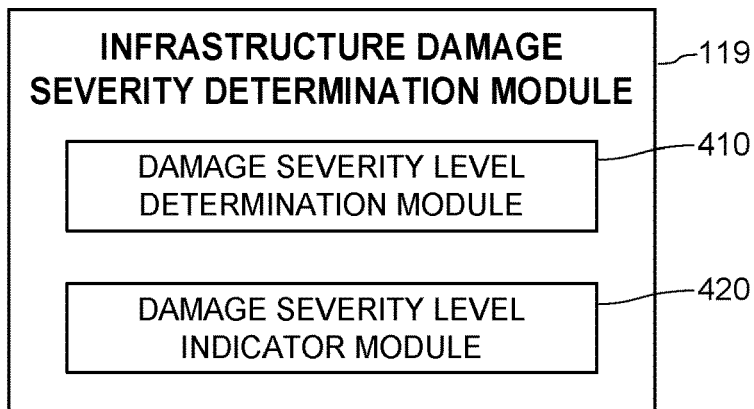 INFRASTRUCTURE DAMAGE
SEVERITY DETERMINATION MODULE
119
DAMAGE SEVERITY LEVEL
DETERMINATION MODULE
410
DAMAGE SEVERITY LEVEL
INDICATOR MODULE
420